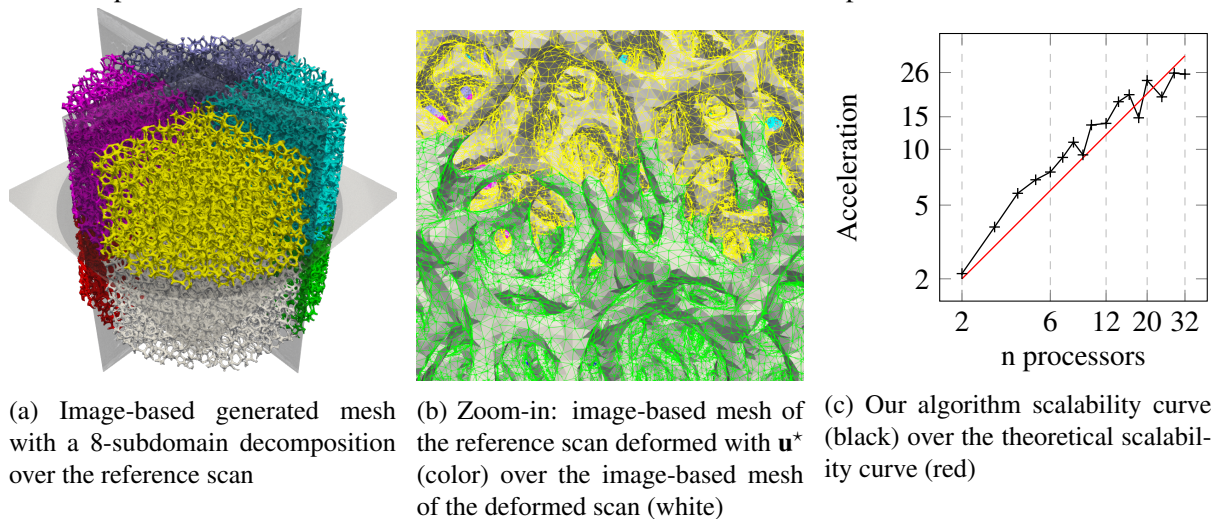 26
15
10
5
2
Acceleration
2 6 12 20 32
n processors
(a) Image-based generated mesh
with a 8-subdomain decomposition
over the reference scan
(b) Zoom-in: image-based mesh of
the reference scan deformed with u⋆
(color) over the image-based mesh
of the deformed scan (white)
(c) Our algorithm scalability curve
(black) over the theoretical scalabil-
ity curve (red)